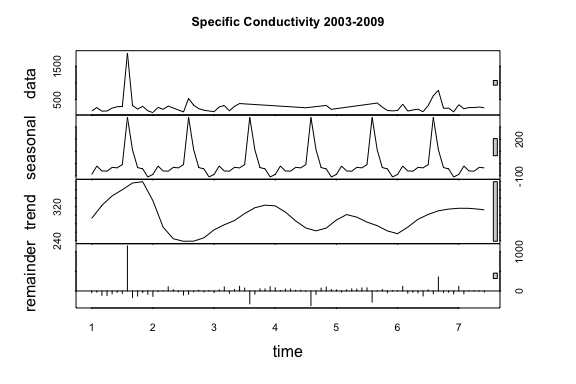 Specific Conductivity 2003-2009
data
500
1500
seasonal
-100
200
trend
240
320
remainder
0
1000
1
2
3
4
5
6
7
time